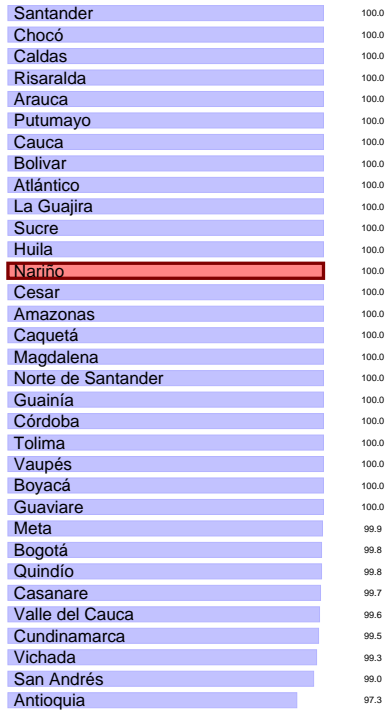 Santander 100.0
Chocó 100.0
Caldas 100.0
Risaralda 100.0
Arauca 100.0
Putumayo 100.0
Cauca 100.0
Bolivar 100.0
Atlántico 100.0
La Guajira 100.0
Sucre 100.0
Huila 100.0
Nariño 100.0
Cesar 100.0
Amazonas 100.0
Caquetá 100.0
Magdalena 100.0
Norte de Santander 100.0
Guainía 100.0
Córdoba 100.0
Tolima 100.0
Vaupés 100.0
Boyacá 100.0
Guaviare 100.0
Meta 99.9
Bogotá 99.8
Quindío 99.8
Casanare 99.7
Valle del Cauca 99.6
Cundinamarca 99.5
Vichada 99.3
San Andrés 99.0
Antioquia 97.3